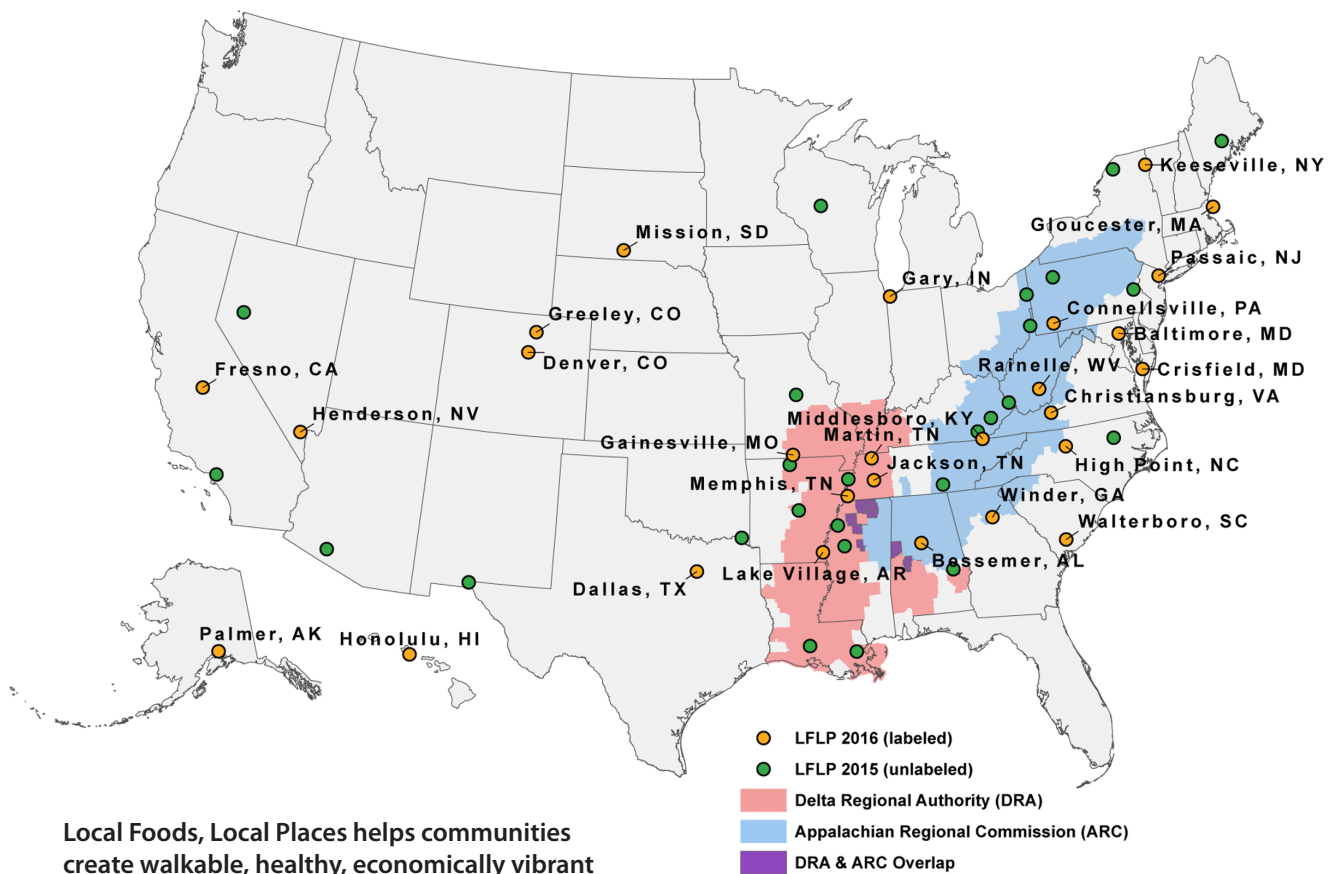 Keeseville, NY
Gloucester, MA
Mission, SD
Passaic, NJ
Gary, IN
Connellsville, PA
Greeley, CO
Baltimore, MD
Denver, CO
Rainelle, WV
Crisfield, MD
Fresno, CA
Christiansburg, VA
Henderson, NV
Middlesboro, KY
Martin, TN
Gainesville, MO
High Point, NC
Jackson, TN
Memphis, TN
Winder, GA
Walterboro, SC
Bessemer, AL
Lake Village, AR
Dallas, TX
Palmer, AK
Honolulu, HI
LFLP 2016 (labeled)
LFLP 2015 (unlabeled)
Delta Regional Authority (DRA)
Appalachian Regional Commission (ARC)
DRA & ARC Overlap
Local Foods, Local Places helps communities
create walkable, healthy, economically vibrant